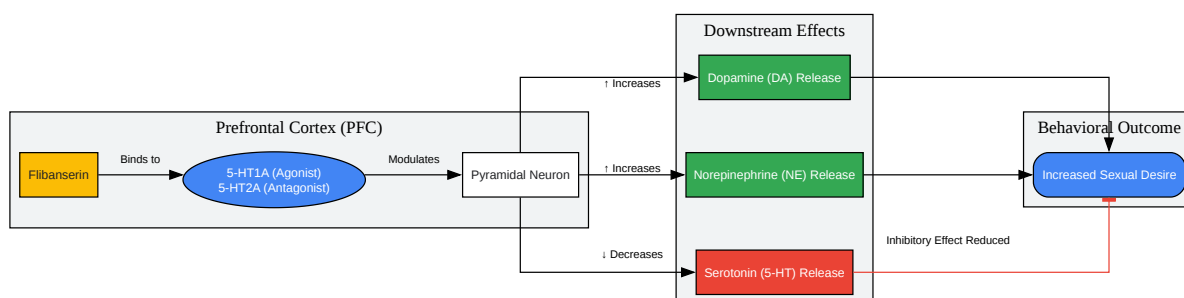 Prefrontal Cortex (PFC)
Flibanserin
Binds to
5-HT1A (Agonist)
5-HT2A (Antagonist)
Modulates
Pyramidal Neuron
↑ Increases
↑ Increases
↓ Decreases
Downstream Effects
Dopamine (DA) Release
Norepinephrine (NE) Release
Serotonin (5-HT) Release
Inhibitory Effect Reduced
Behavioral Outcome
Increased Sexual Desire